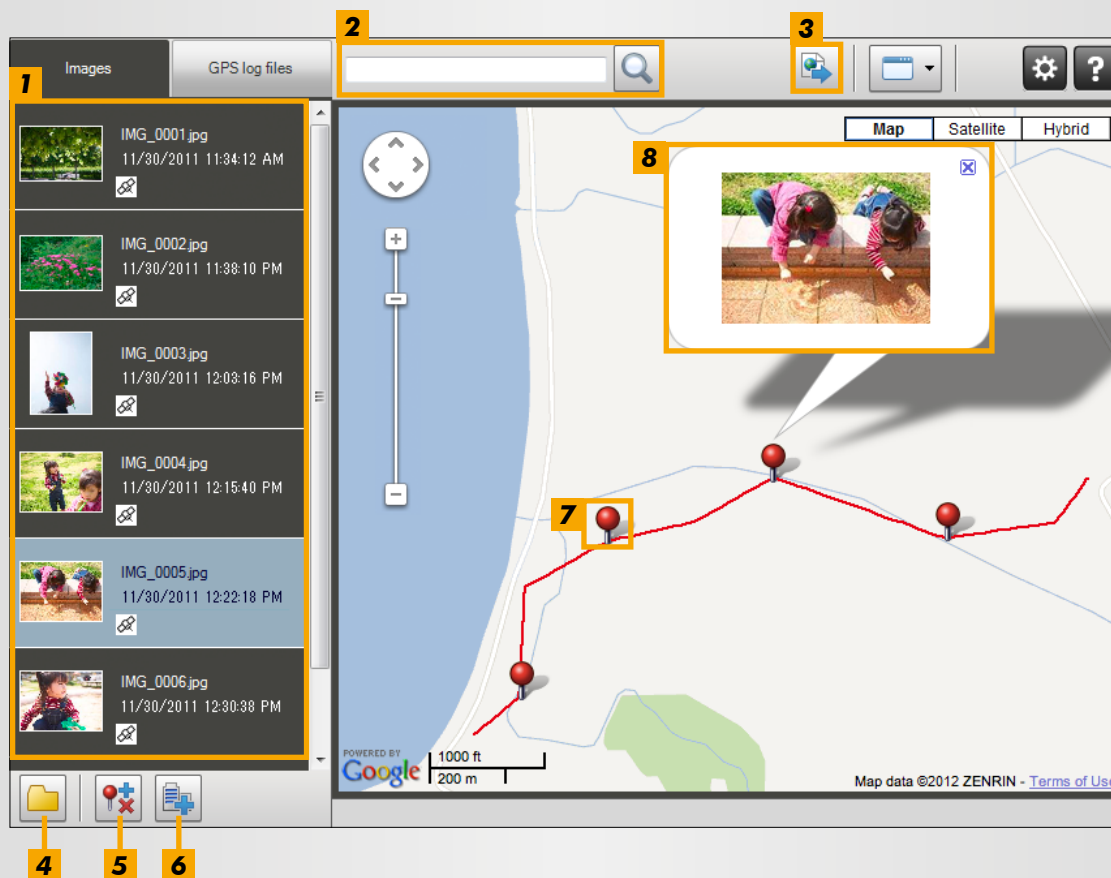 2
3
Images
GPS log files
?
1
IMG_0001.jpg
11/30/2011 11:34:12 AM
IMG_0002.jpg
11/30/2011 11:38:10 PM
IMG_0003.jpg
11/30/2011 12:03:16 PM
IMG_0004.jpg
11/30/2011 12:15:40 PM
IMG_0005.jpg
11/30/2011 12:22:18 PM
IMG_0006.jpg
11/30/2011 12:30:38 PM
Map
Satellite
Hybrid
8
7
POWERED BY
Google
1000 ft
200 m
Map data ©2012 ZENRIN - Terms of Use
4
5
6